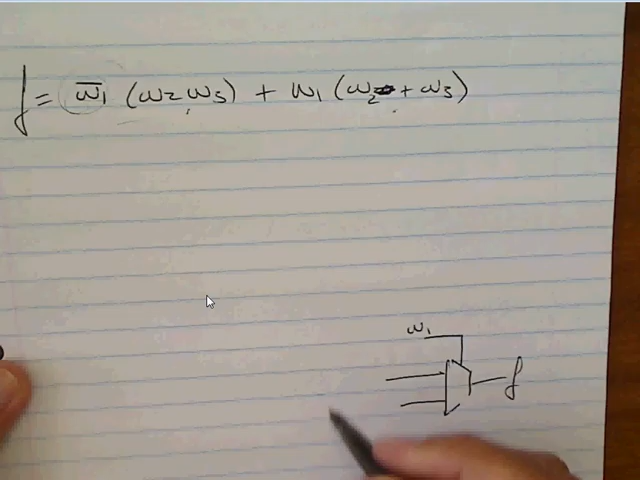 f = w̅1 (w2 w3) + w1 (w2 + w3)
w1
f